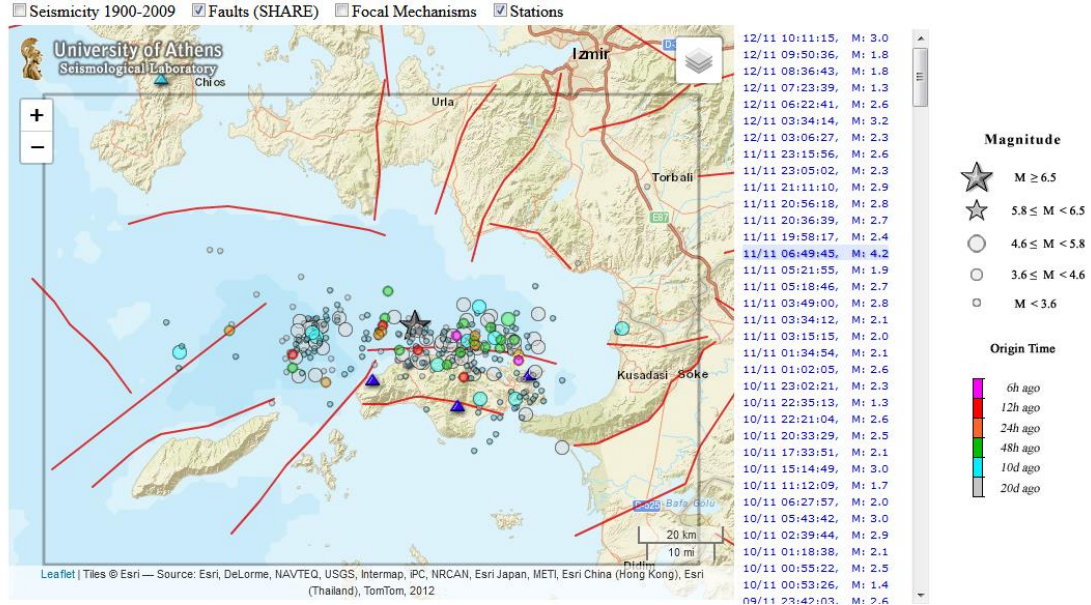 Seismicity 1900-2009 Faults (SHARE) Focal Mechanisms Stations
University of Athens
Seismological Laboratory
Chios
Izmir
Urla
+
−
Torbali
E87
Kusadasi
Soke
Bafa Gölü
D-525
Didim
20 km
10 mi
Leaflet | Tiles © Esri — Source: Esri, DeLorme, NAVTEQ, USGS, Intermap, iPC, NRCAN, Esri Japan, METI, Esri China (Hong Kong), Esri
(Thailand), TomTom, 2012
12/11 10:11:15, M: 3.0
12/11 09:50:36, M: 1.8
12/11 08:36:43, M: 1.8
12/11 07:23:39, M: 1.3
12/11 06:22:41, M: 2.6
12/11 03:34:14, M: 3.2
12/11 03:06:27, M: 2.3
11/11 23:15:56, M: 2.6
11/11 23:05:02, M: 2.3
11/11 21:11:10, M: 2.9
11/11 20:56:18, M: 2.8
11/11 20:36:39, M: 2.7
11/11 19:58:17, M: 2.4
11/11 06:49:45, M: 4.2
11/11 05:21:55, M: 1.9
11/11 05:18:46, M: 2.7
11/11 03:49:00, M: 2.8
11/11 03:34:12, M: 2.1
11/11 03:15:15, M: 2.0
11/11 01:34:54, M: 2.1
11/11 01:02:05, M: 2.6
10/11 23:02:21, M: 2.3
10/11 22:35:13, M: 1.3
10/11 22:21:04, M: 2.6
10/11 20:33:29, M: 2.5
10/11 17:33:51, M: 2.1
10/11 15:14:49, M: 3.0
10/11 11:12:09, M: 1.7
10/11 06:27:57, M: 2.0
10/11 05:43:42, M: 3.0
10/11 02:39:44, M: 2.9
10/11 01:18:38, M: 2.1
10/11 00:55:22, M: 2.5
10/11 00:53:26, M: 1.4
09/11 23:42:03, M: 2.6
Magnitude
M ≥ 6.5
5.8 ≤ M < 6.5
4.6 ≤ M < 5.8
3.6 ≤ M < 4.6
M < 3.6
Origin Time
6h ago
12h ago
24h ago
48h ago
10d ago
20d ago